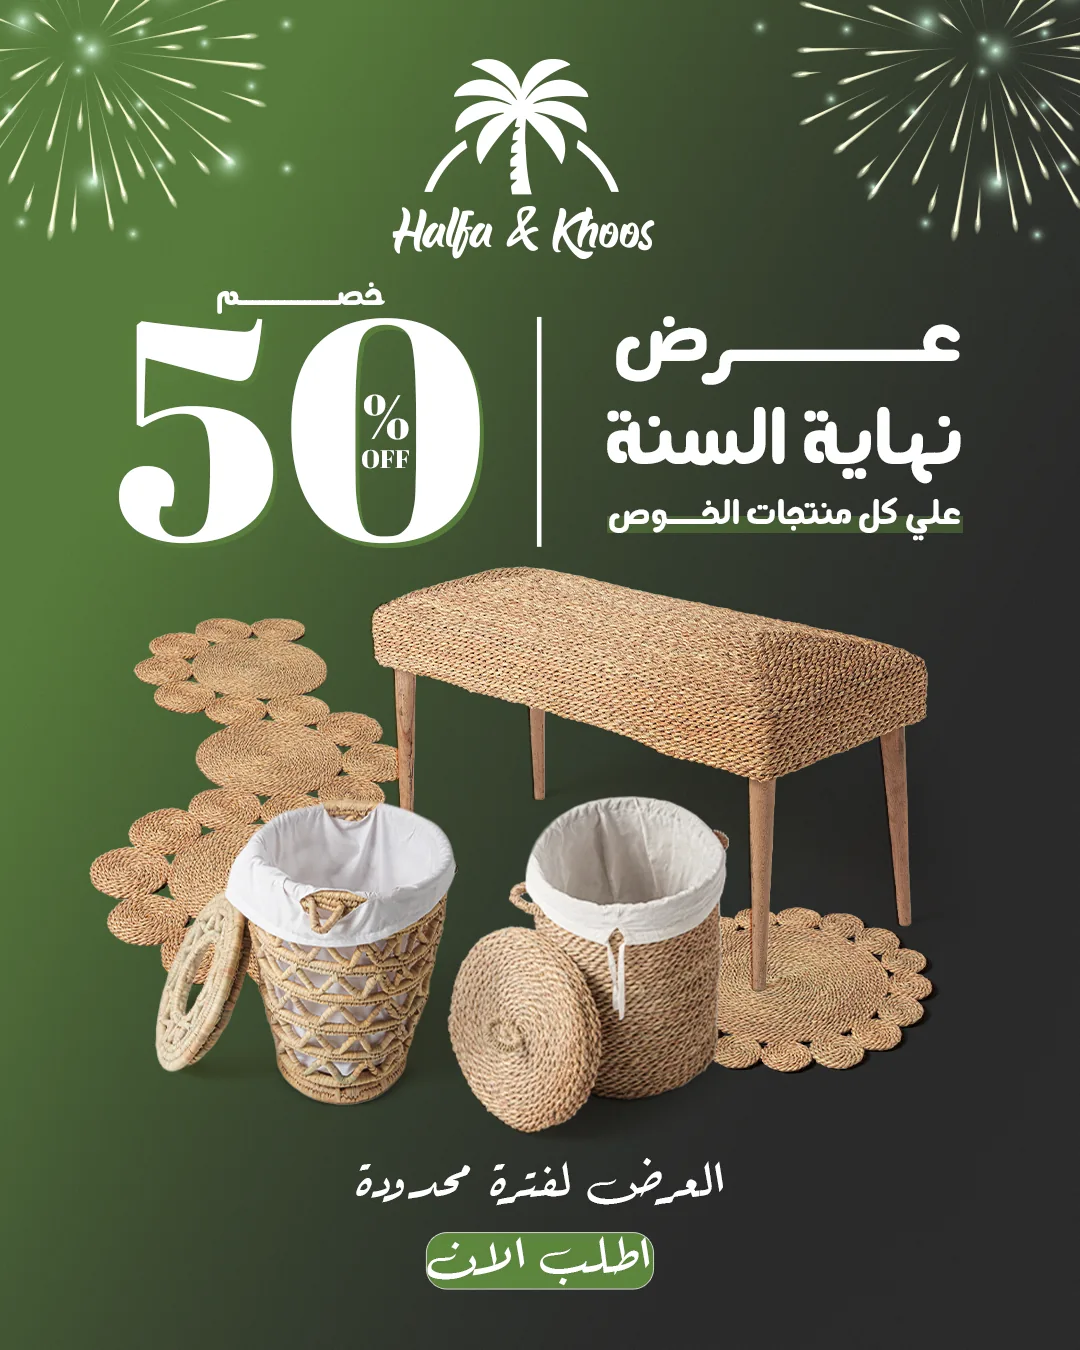 Halfa & Khoos
عرض
نهاية السنة
علي كل منتجات الخوص
خصم
50
%
OFF
العرض لفترة محدودة
اطلب الان